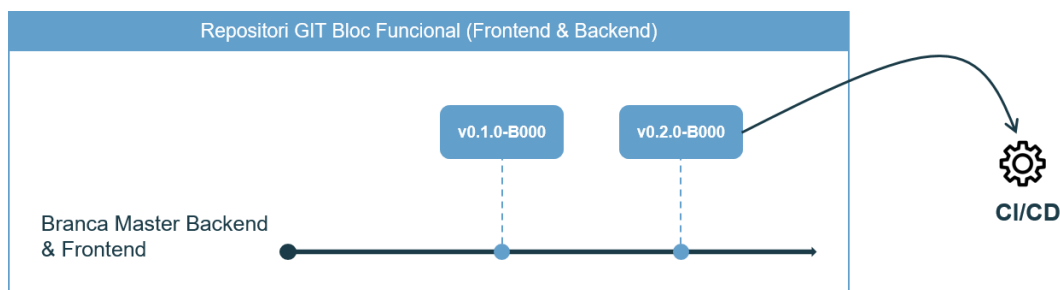 Repositori GIT Bloc Funcional (Frontend & Backend)
v0.1.0-B000
v0.2.0-B000
CI/CD
Branca Master Backend
& Frontend